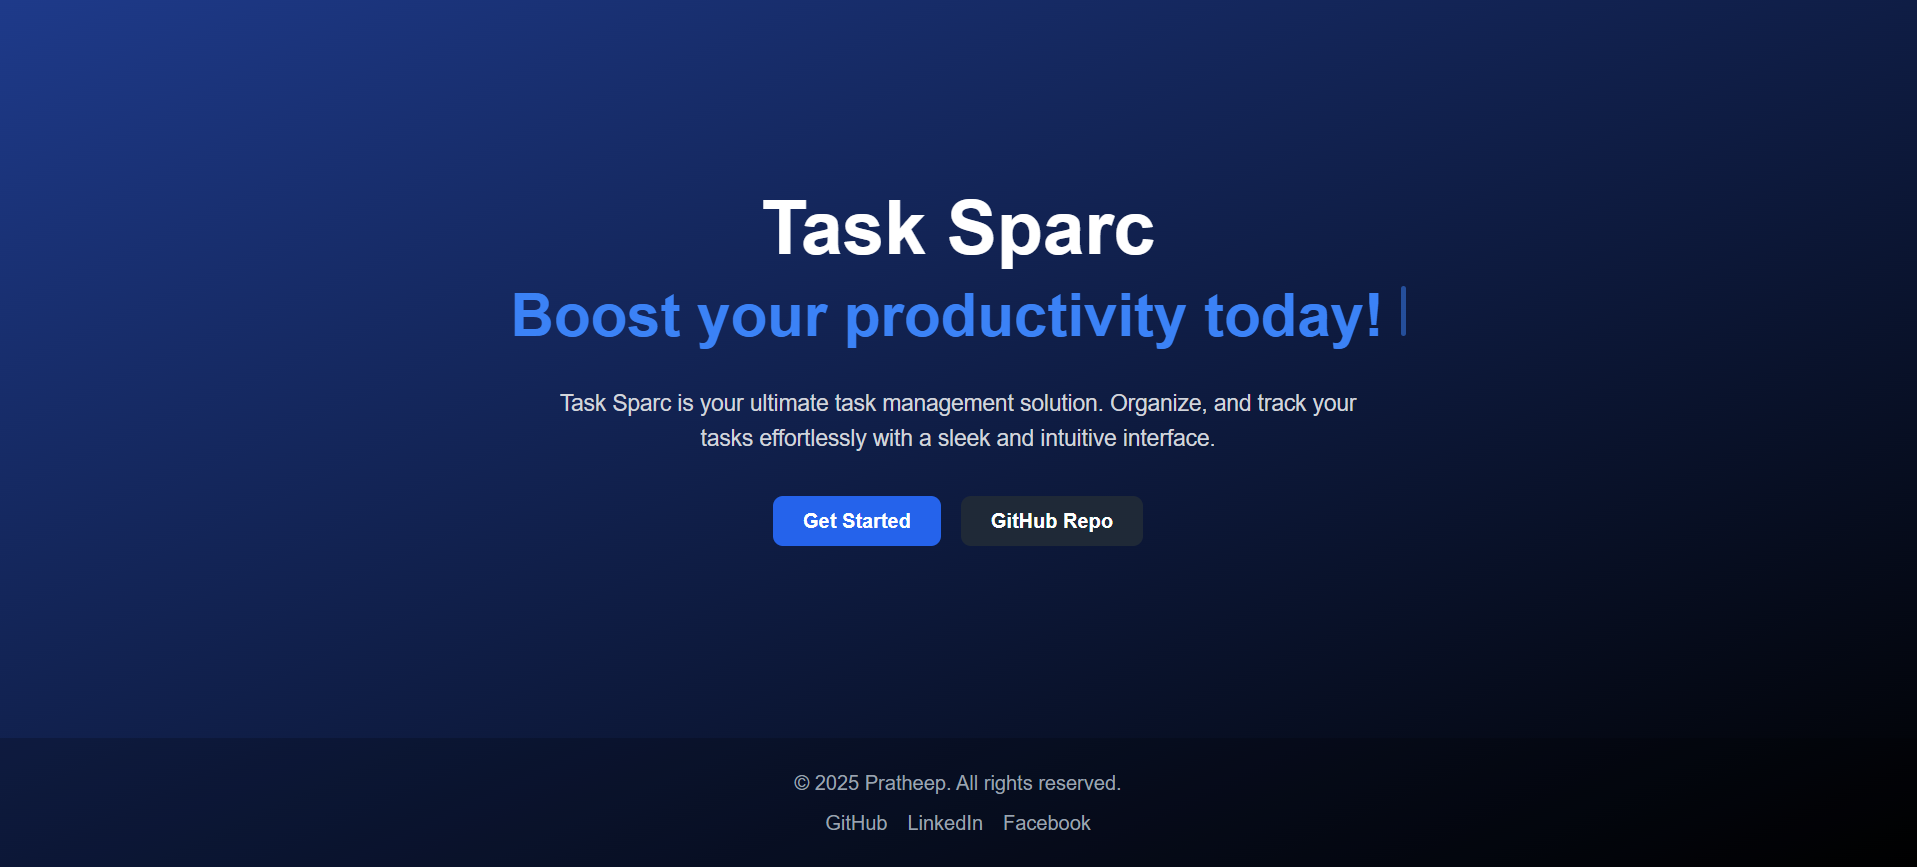 Task Sparc
Boost your productivity today!
Task Sparc is your ultimate task management solution. Organize, and track your
tasks effortlessly with a sleek and intuitive interface.
Get Started GitHub Repo
© 2025 Pratheep. All rights reserved.
GitHub LinkedIn Facebook